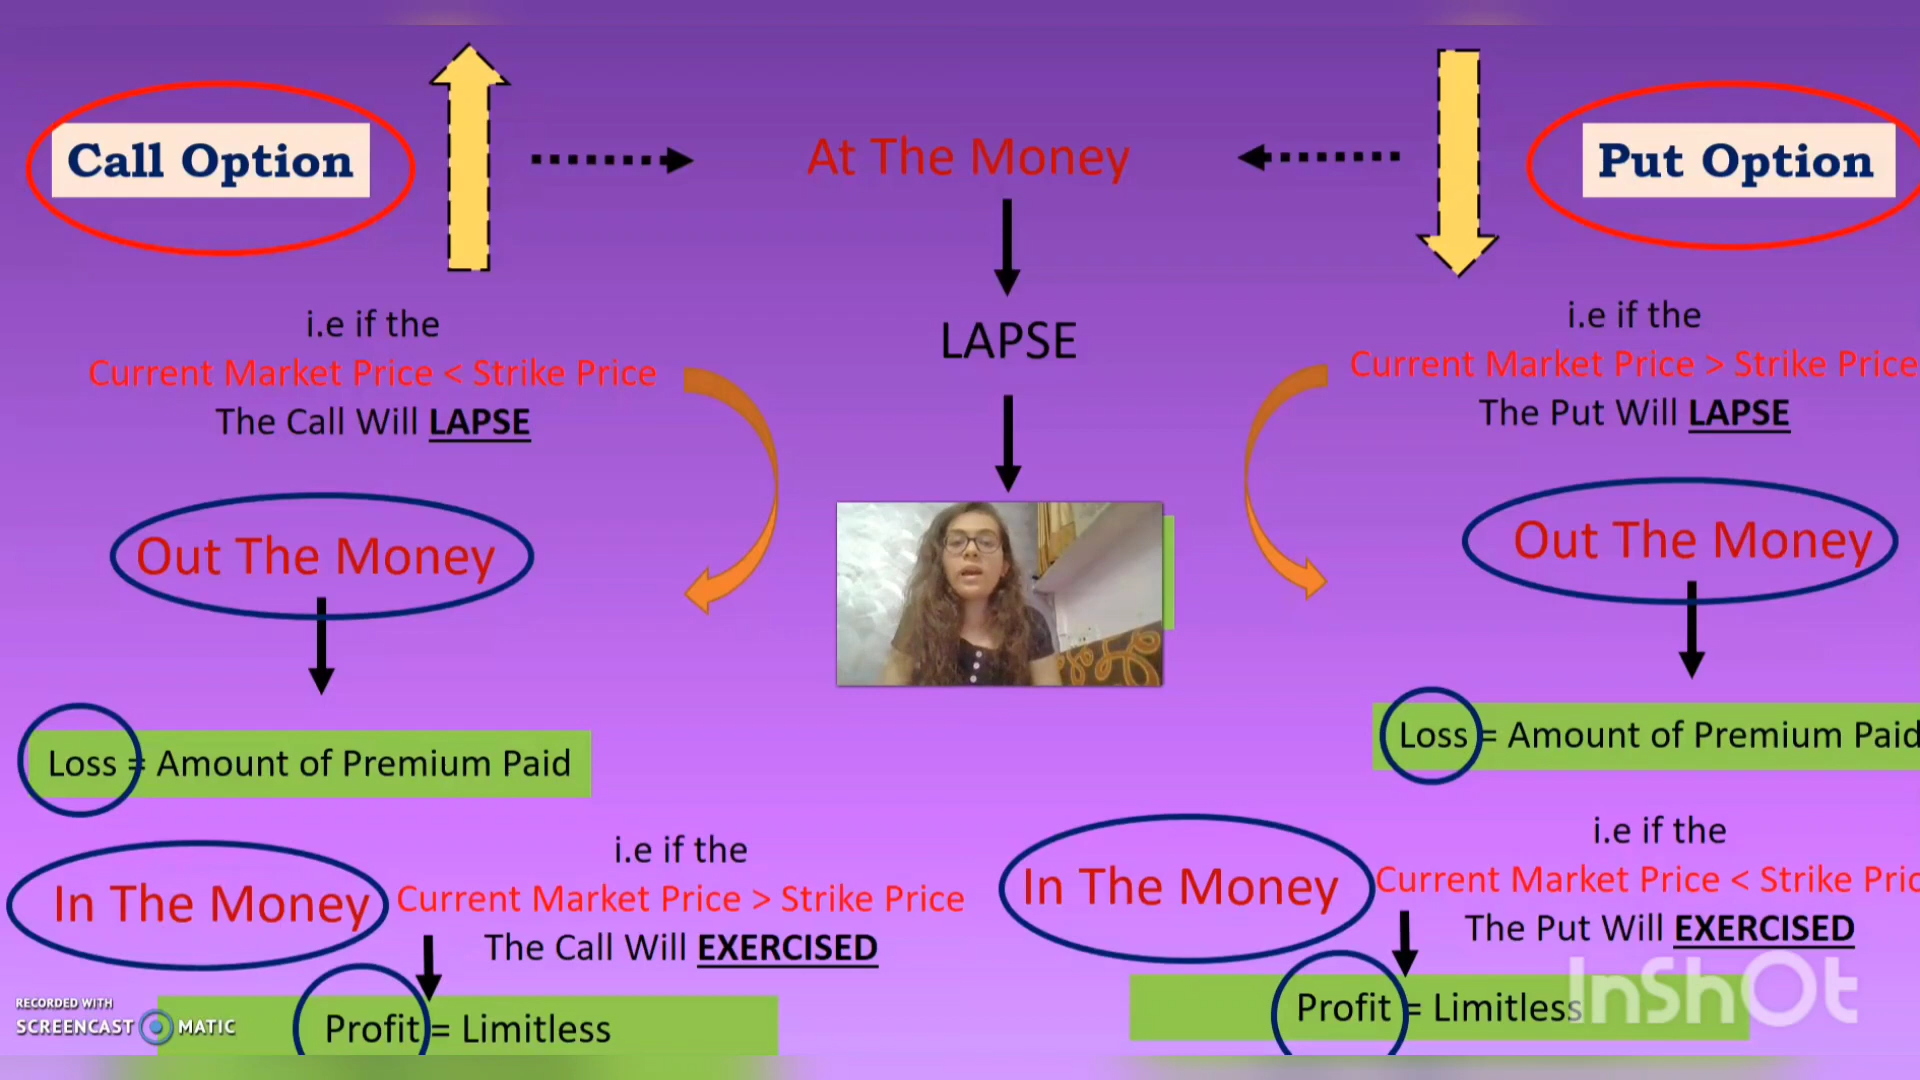 Call Option
At The Money
Put Option
LAPSE
i.e if the
Current Market Price < Strike Price
The Call Will LAPSE
i.e if the
Current Market Price > Strike Price
The Put Will LAPSE
Out The Money
Out The Money
Loss = Amount of Premium Paid
Loss = Amount of Premium Paid
In The Money
i.e if the
Current Market Price > Strike Price
The Call Will EXERCISED
Profit = Limitless
In The Money
i.e if the
Current Market Price < Strike Pric
The Put Will EXERCISED
Profit = Limitless
RECORDED WITH
SCREENCAST MATIC
InShOt